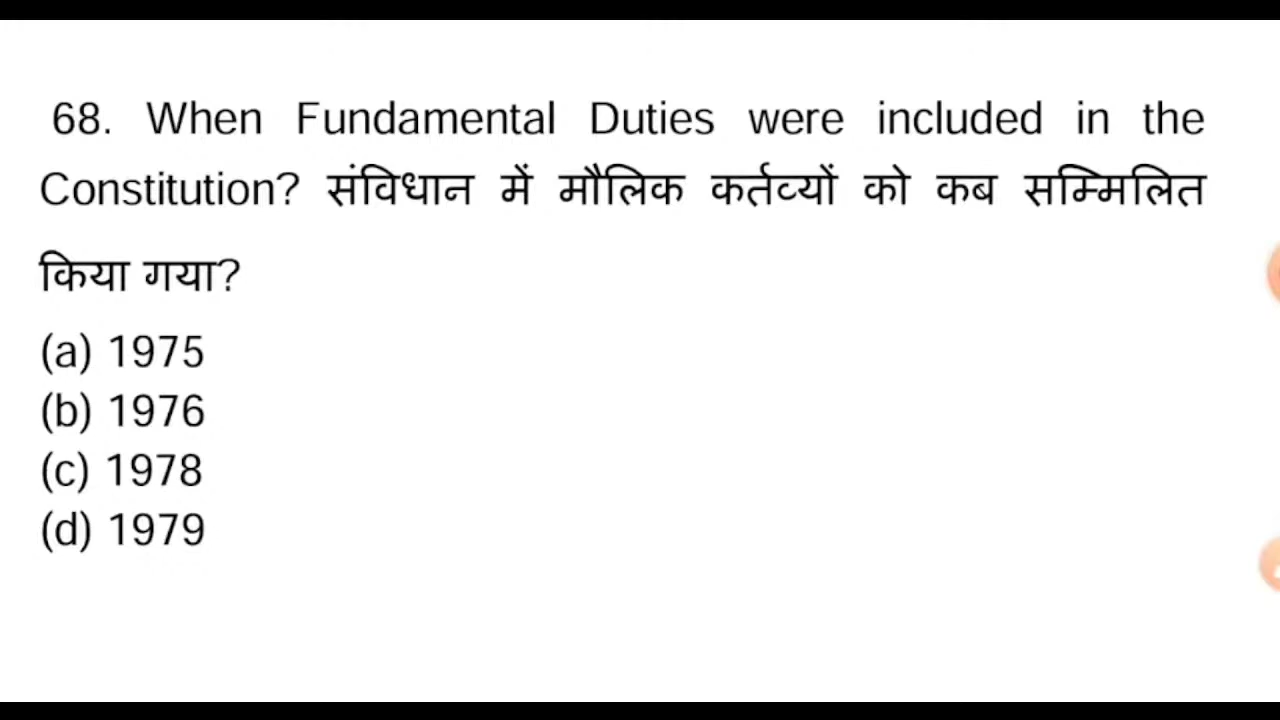 68. When Fundamental Duties were included in the
Constitution? संविधान में मौलिक कर्तव्यों को कब सम्मिलित
किया गया?
(a) 1975
(b) 1976
(c) 1978
(d) 1979